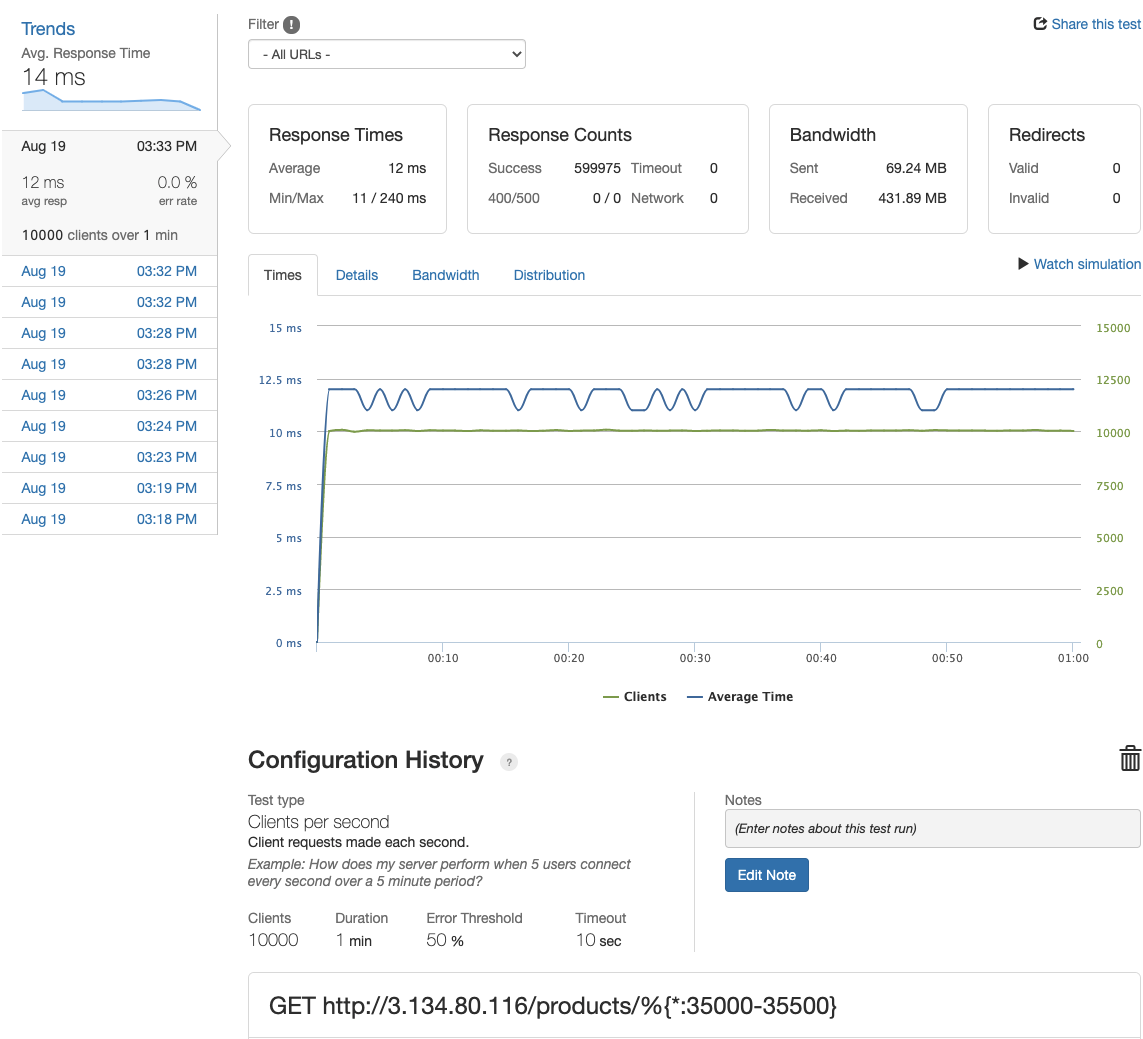 Trends
Avg. Response Time
14 ms
Aug 19 03:33 PM
12 ms 0.0 %
avg resp err rate
10000 clients over 1 min
Aug 19 03:32 PM
Aug 19 03:32 PM
Aug 19 03:28 PM
Aug 19 03:28 PM
Aug 19 03:26 PM
Aug 19 03:24 PM
Aug 19 03:23 PM
Aug 19 03:19 PM
Aug 19 03:18 PM
Filter !
Share this test
- All URLs -
Response Times
Average 12 ms
Min/Max 11 / 240 ms
Response Counts
Success 599975 Timeout 0
400/500 0 / 0 Network 0
Bandwidth
Sent 69.24 MB
Received 431.89 MB
Redirects
Valid 0
Invalid 0
Times Details Bandwidth Distribution
Watch simulation
15 ms 15000
12.5 ms 12500
10 ms 10000
7.5 ms 7500
5 ms 5000
2.5 ms 2500
0 ms 0
00:10 00:20 00:30 00:40 00:50 01:00
Clients Average Time
Configuration History ?
Test type
Clients per second
Client requests made each second.
Example: How does my server perform when 5 users connect
every second over a 5 minute period?
Clients Duration Error Threshold Timeout
10000 1 min 50 % 10 sec
Notes
(Enter notes about this test run)
Edit Note
GET http://3.134.80.116/products/%{*:35000-35500}